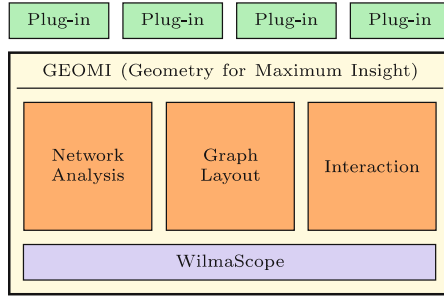 Plug-in Plug-in Plug-in Plug-in
GEOMI (Geometry for Maximum Insight)
Network
Analysis
Graph
Layout
Interaction
WilmaScope